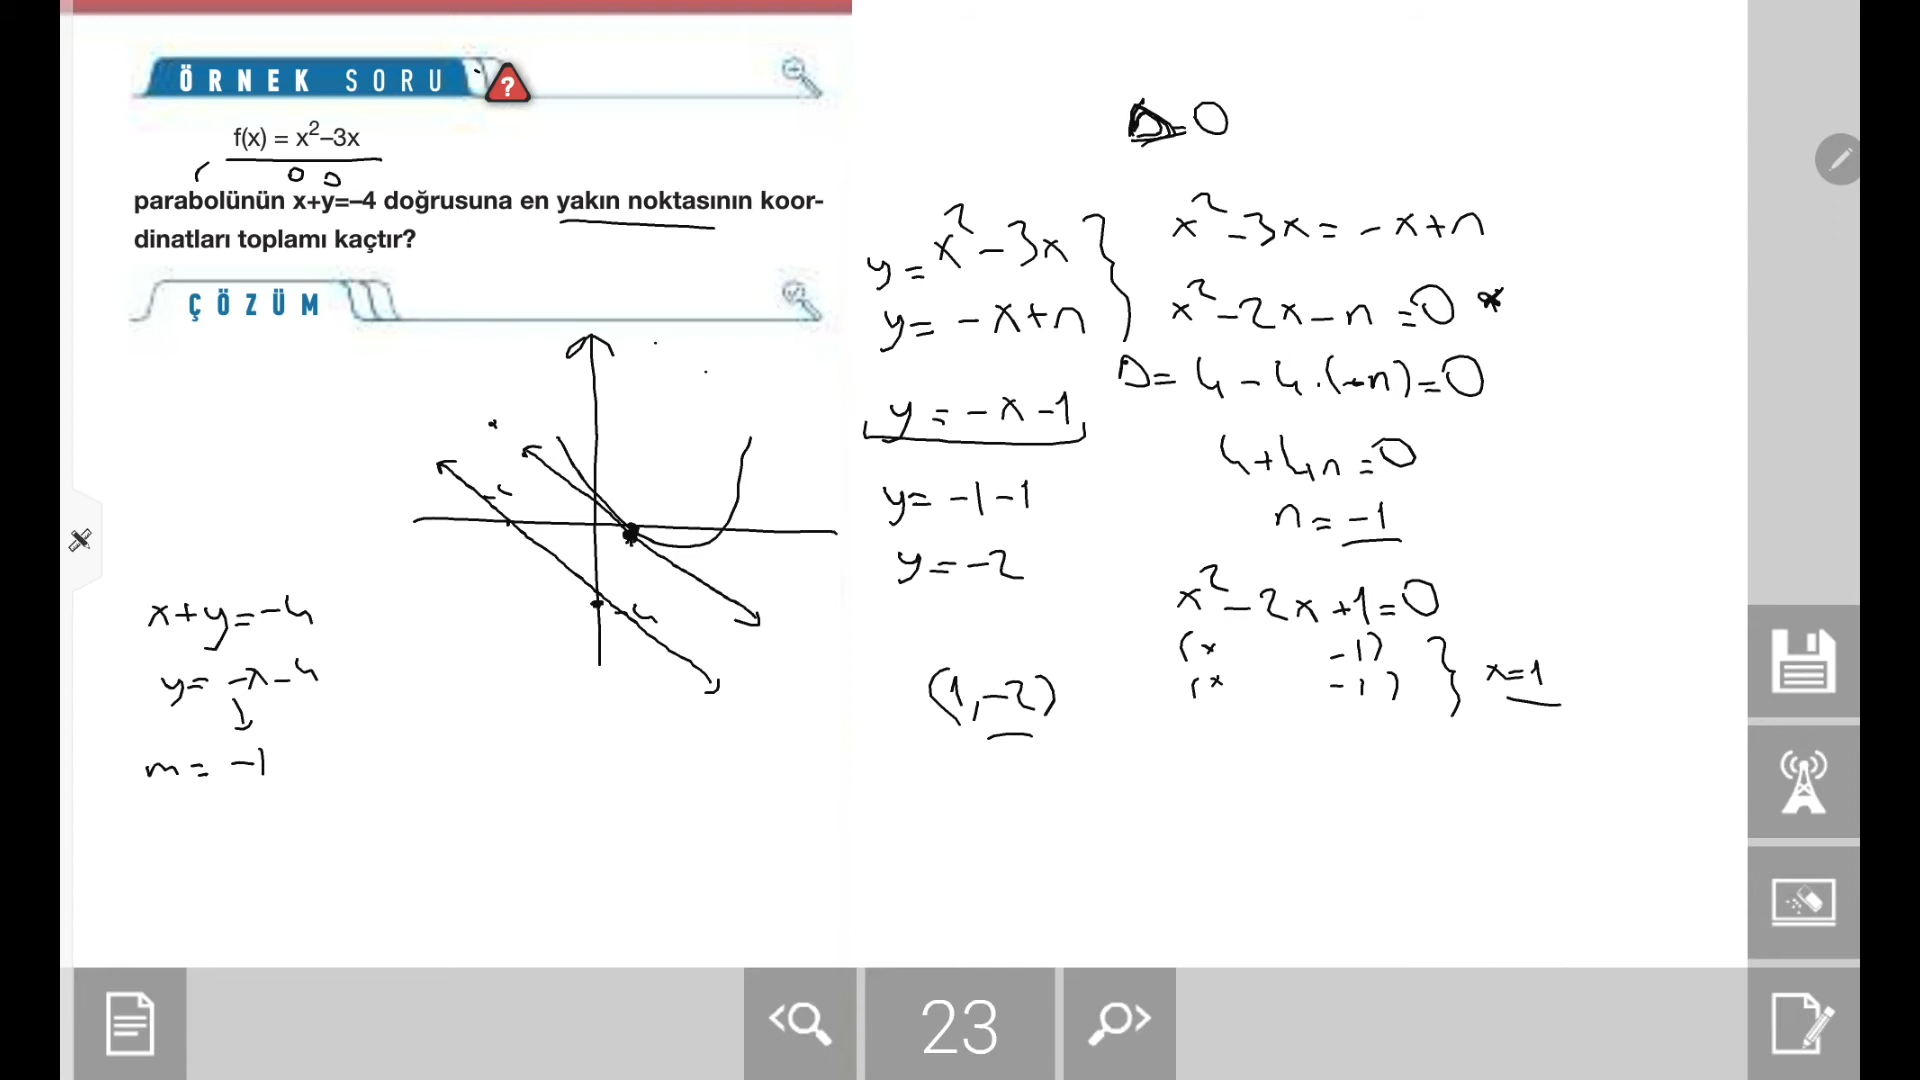 ÖRNEK SORU ?
f(x) = x²–3x
parabolünün x+y=–4 doğrusuna en yakın noktasının koor-
dinatları toplamı kaçtır?
ÇÖZÜM
-4
-4
x+y=-4
y=-x-4
m=-1
Δ=0
y=x²-3x
y=-x+n
x²-3x=-x+n
x²-2x-n=0 *
Δ=4-4.(-n)=0
4+4n=0
n=-1
y=-x-1
y=-1-1
y=-2
x²-2x+1=0
(x -1)
(x -1)
x=1
(1,-2)
23